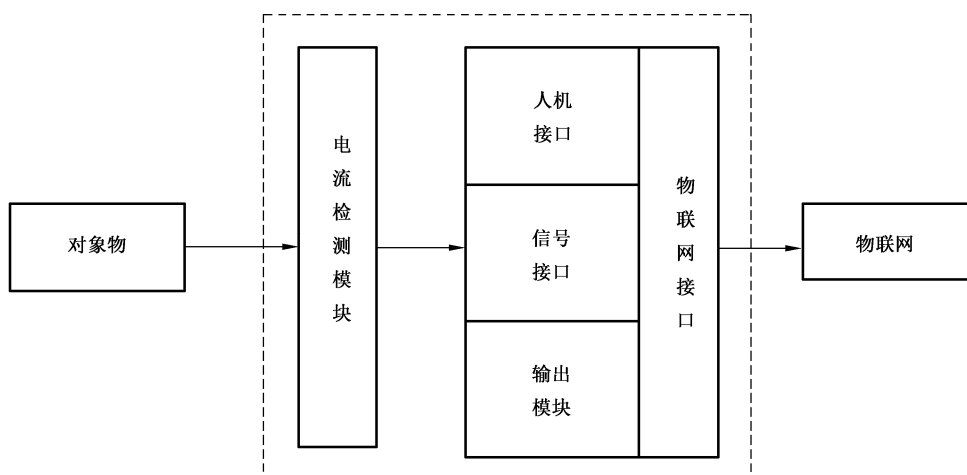 对象物
电流检测模块
人机
接口
信号
接口
输出
模块
物联网接口
物联网